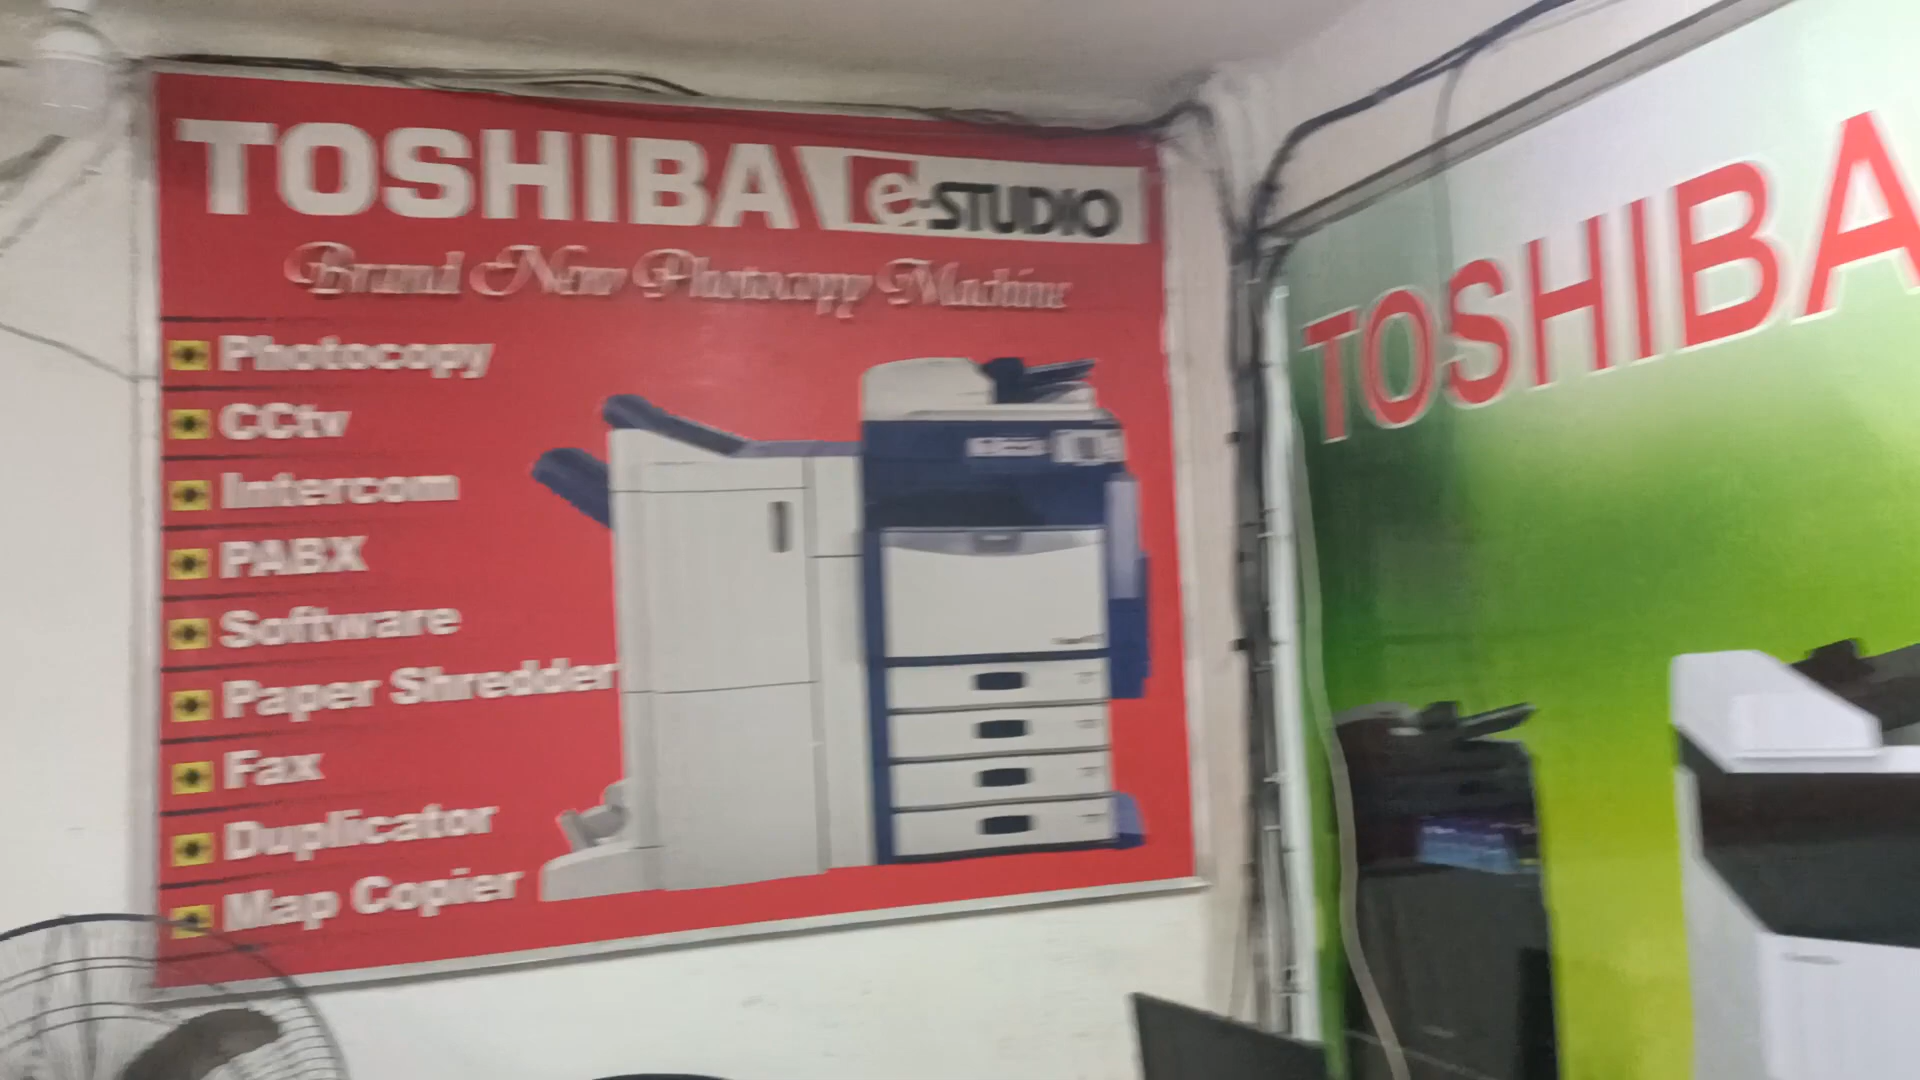 TOSHIBA e-STUDIO
Brand New Photocopy Machine
Photocopy
CCtv
Intercom
PABX
Software
Paper Shredder
Fax
Duplicator
Map Copier
TOSHIBA